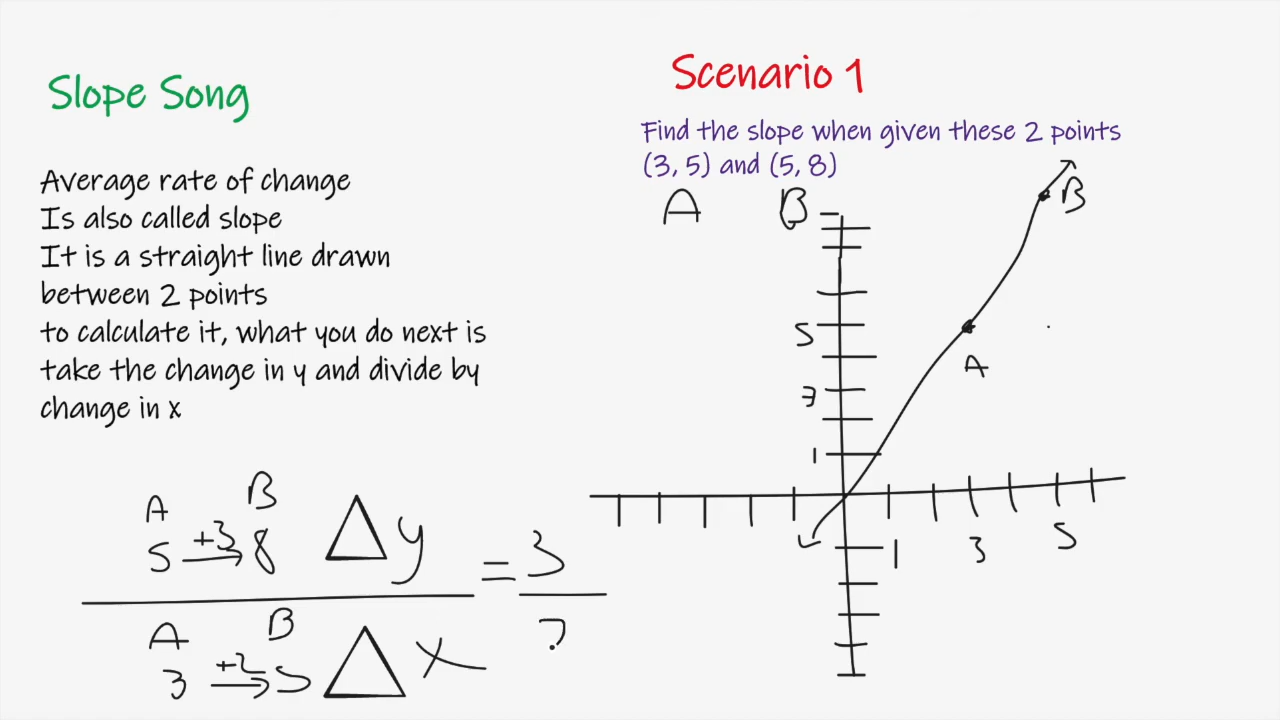 Slope Song
Average rate of change
Is also called slope
It is a straight line drawn
between 2 points
to calculate it, what you do next is
take the change in y and divide by
change in x
A B
5 +3 → 8 Δ y
= 3
A B
3 +2 → 5 Δ x
Scenario 1
Find the slope when given these 2 points
(3, 5) and (5, 8)
A B
B
5
A
3
1
1 3 5